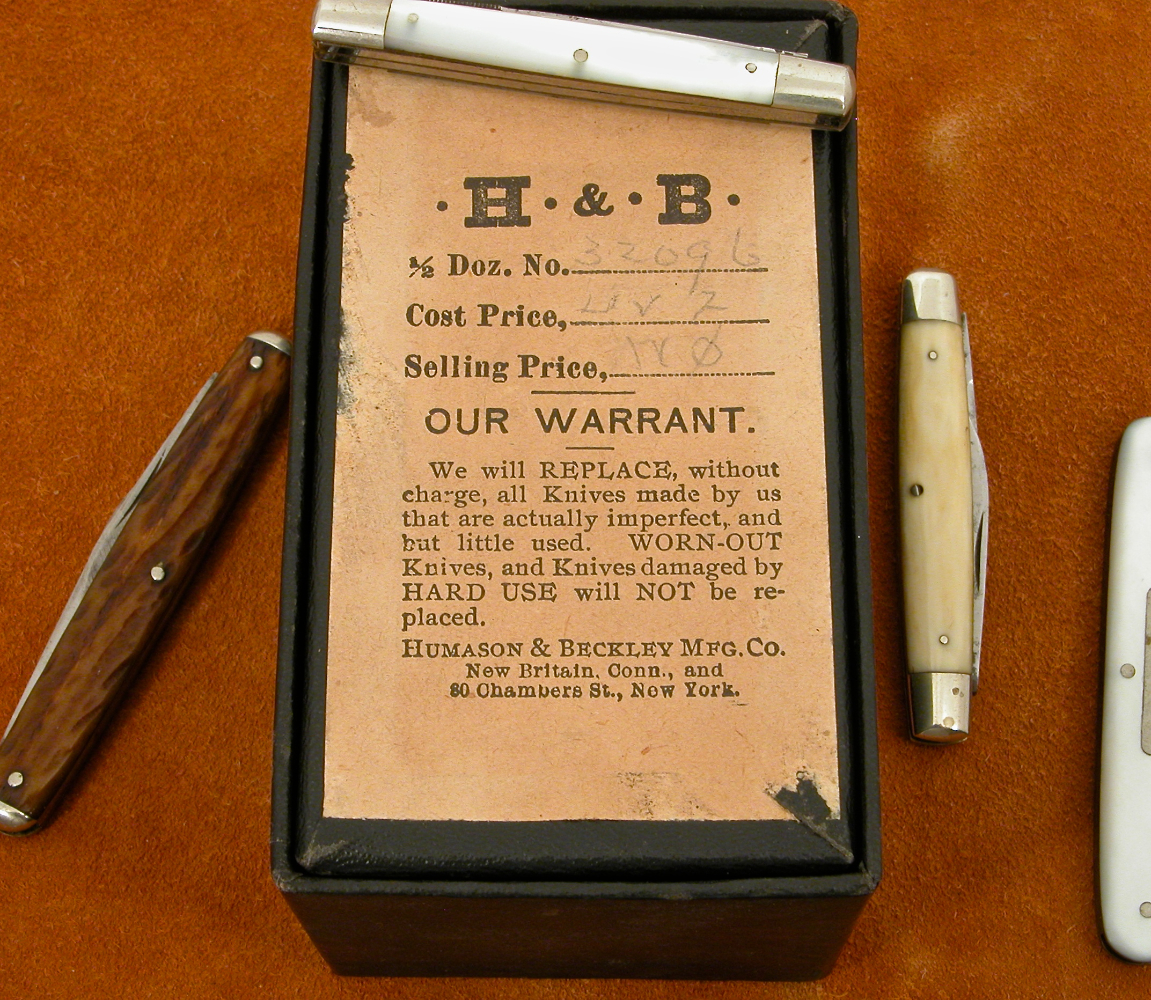 · H · & · B ·
½ Doz. No. 32096
Cost Price,
Selling Price,
OUR WARRANT.
We will REPLACE, without
charge, all Knives made by us
that are actually imperfect, and
but little used. WORN-OUT
Knives, and Knives damaged by
HARD USE will NOT be re-
placed.
HUMASON & BECKLEY MFG. CO.
New Britain, Conn., and
80 Chambers St., New York.